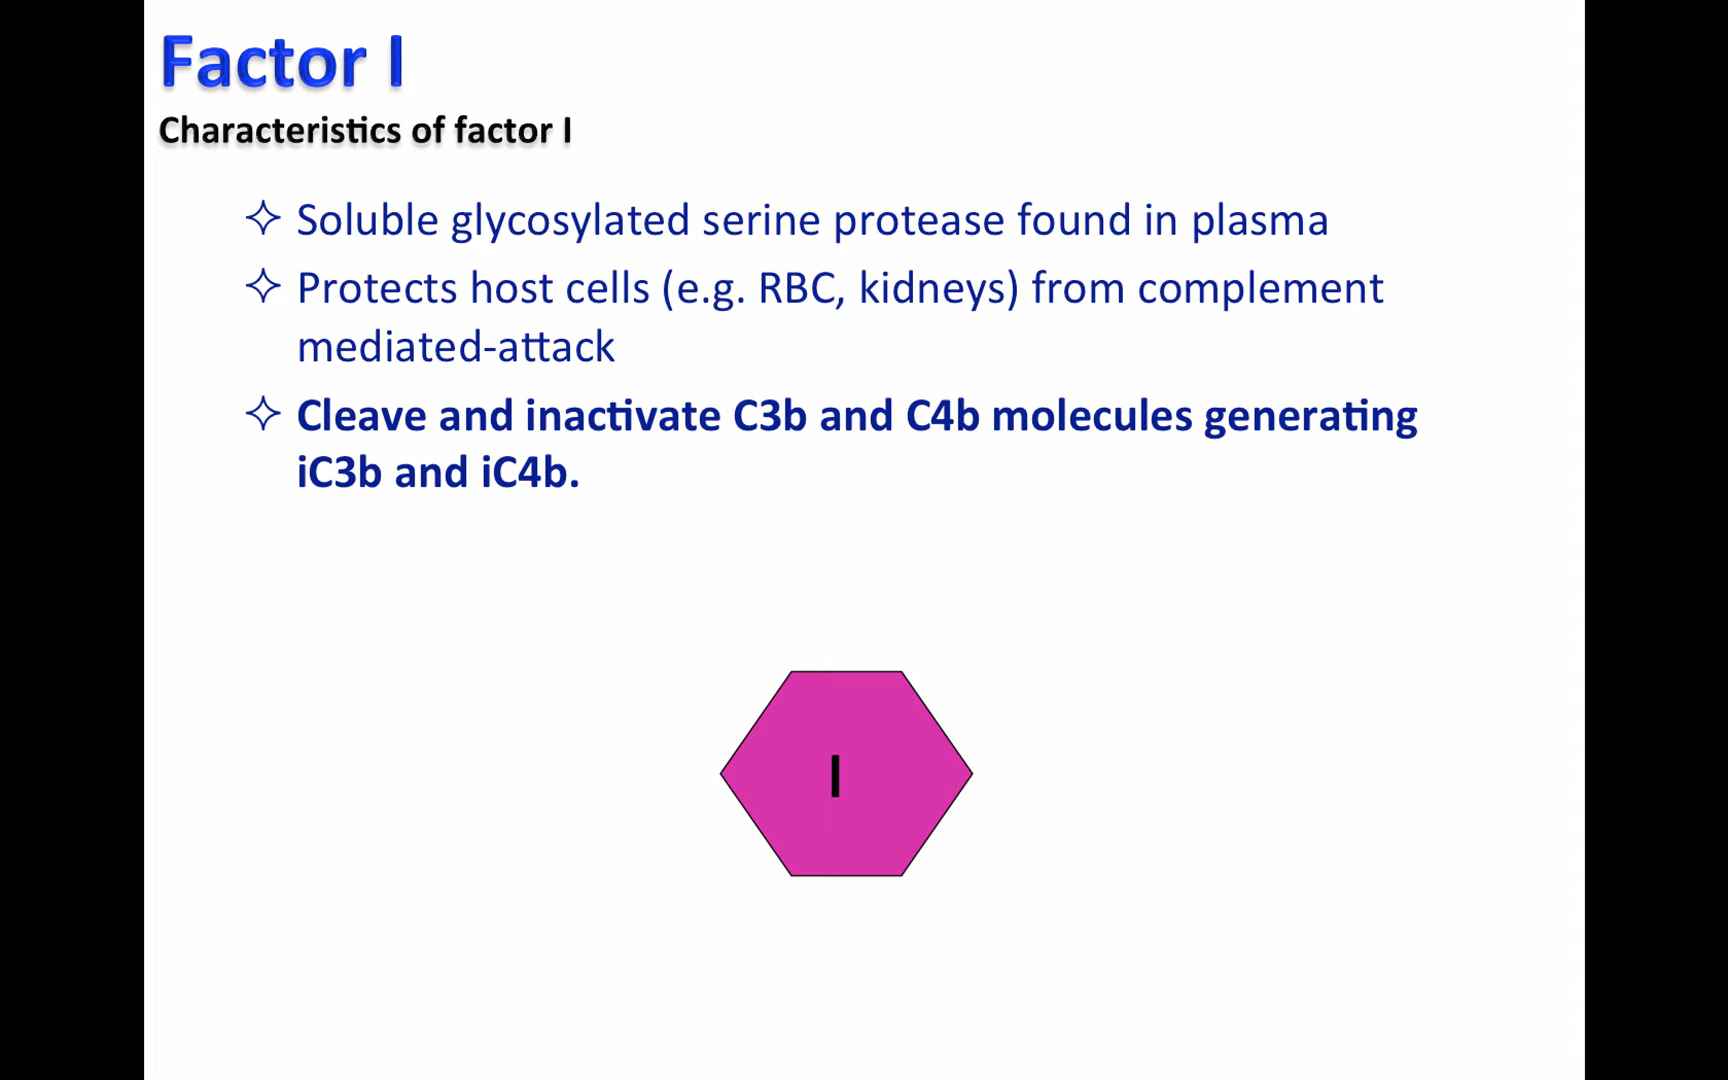 Factor I
Characteristics of factor I
✧ Soluble glycosylated serine protease found in plasma
✧ Protects host cells (e.g. RBC, kidneys) from complement
mediated-attack
✧ Cleave and inactivate C3b and C4b molecules generating
iC3b and iC4b.
I